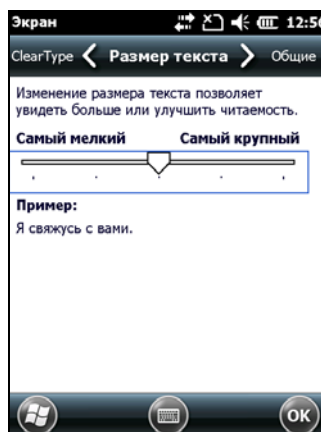 Экран 12:50
ClearType Размер текста Общие
Изменение размера текста позволяет
увидеть больше или улучшить читаемость.
Самый мелкий Самый крупный
Пример:
Я свяжусь с вами.
OK